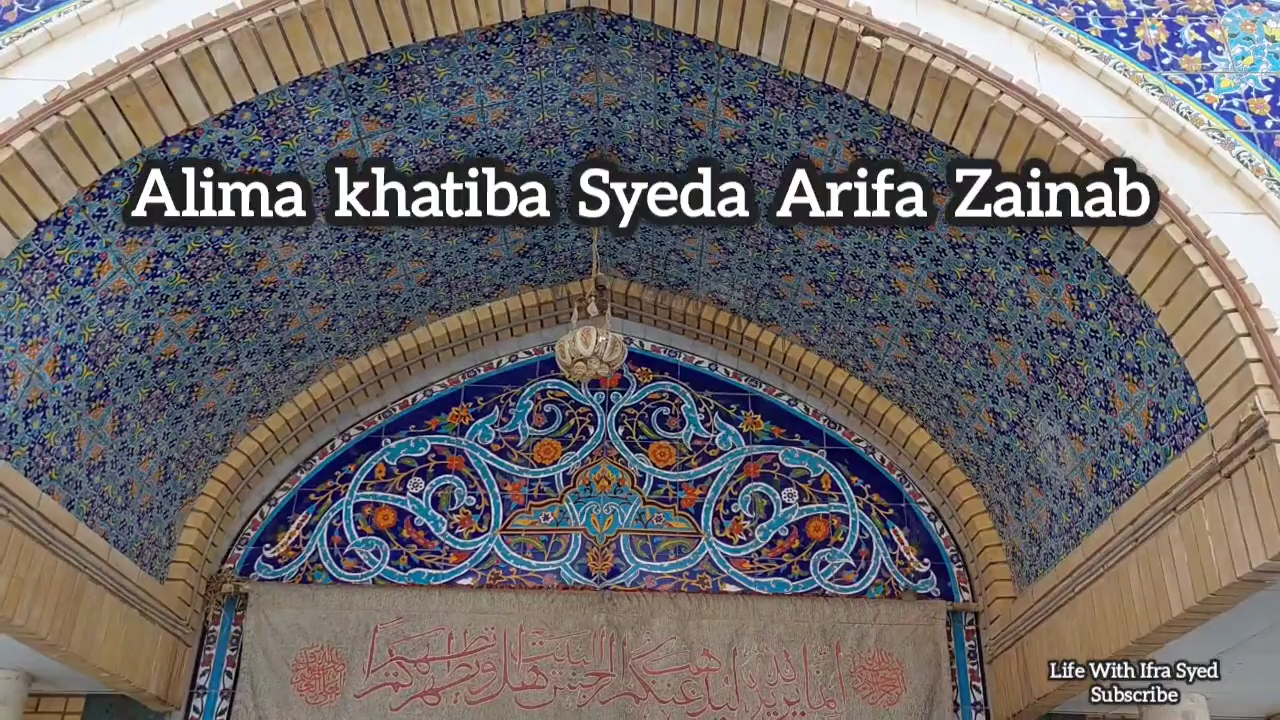 Alima khatiba Syeda Arifa Zainab
انما يريد الله ليذهب عنكم الرجس اهل البيت ويطهركم تطهيرا
Life With Ifra Syed
Subscribe